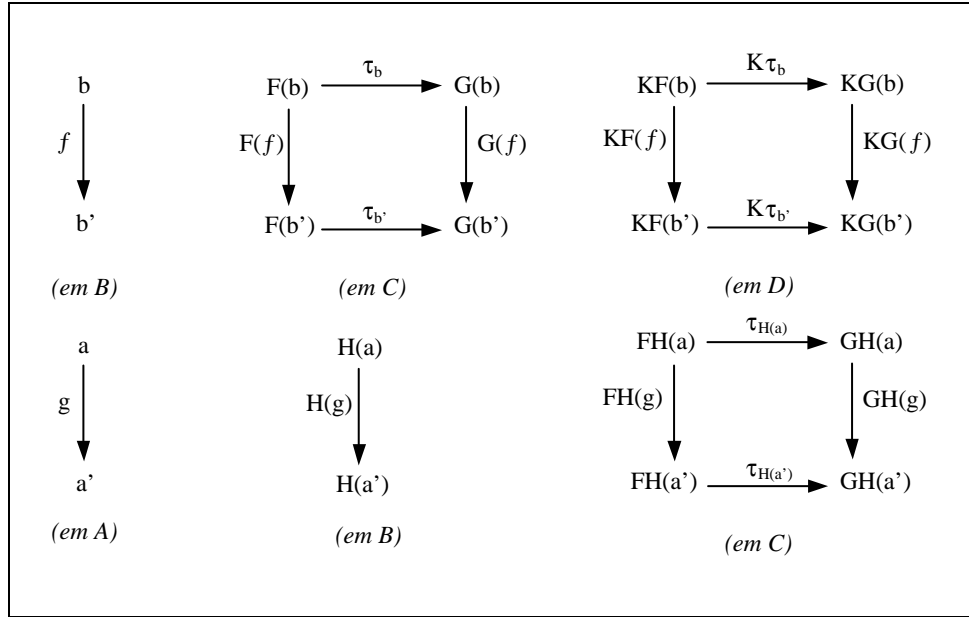 τb τb'
b F(b) G(b) KF(b) Kτb KG(b)
f F(f) G(f) KF(f) KG(f)
b' F(b') τb' G(b') KF(b') Kτb' KG(b')
(em B) (em C) (em D)
a H(a) FH(a) τH(a) GH(a)
g H(g) FH(g) GH(g)
a' H(a') FH(a') τH(a') GH(a')
(em A) (em B) (em C)